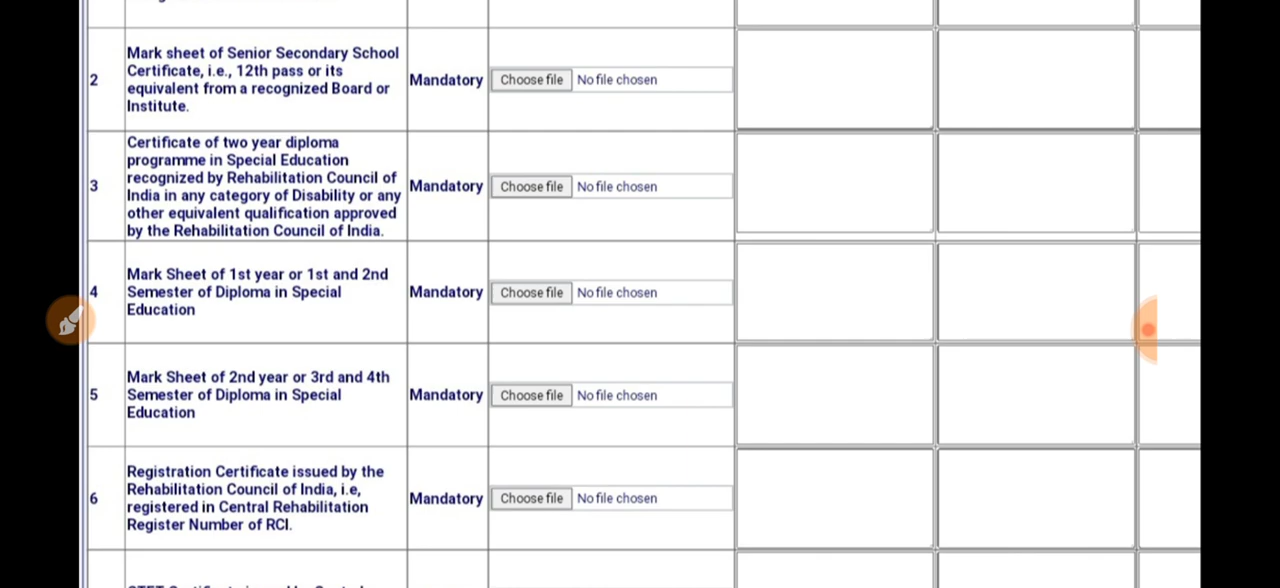 2
Mark sheet of Senior Secondary School
Certificate, i.e., 12th pass or its
equivalent from a recognized Board or
Institute.
Mandatory
Choose file No file chosen
3
Certificate of two year diploma
programme in Special Education
recognized by Rehabilitation Council of
India in any category of Disability or any
other equivalent qualification approved
by the Rehabilitation Council of India.
Mandatory
Choose file No file chosen
4
Mark Sheet of 1st year or 1st and 2nd
Semester of Diploma in Special
Education
Mandatory
Choose file No file chosen
5
Mark Sheet of 2nd year or 3rd and 4th
Semester of Diploma in Special
Education
Mandatory
Choose file No file chosen
6
Registration Certificate issued by the
Rehabilitation Council of India, i.e,
registered in Central Rehabilitation
Register Number of RCI.
Mandatory
Choose file No file chosen